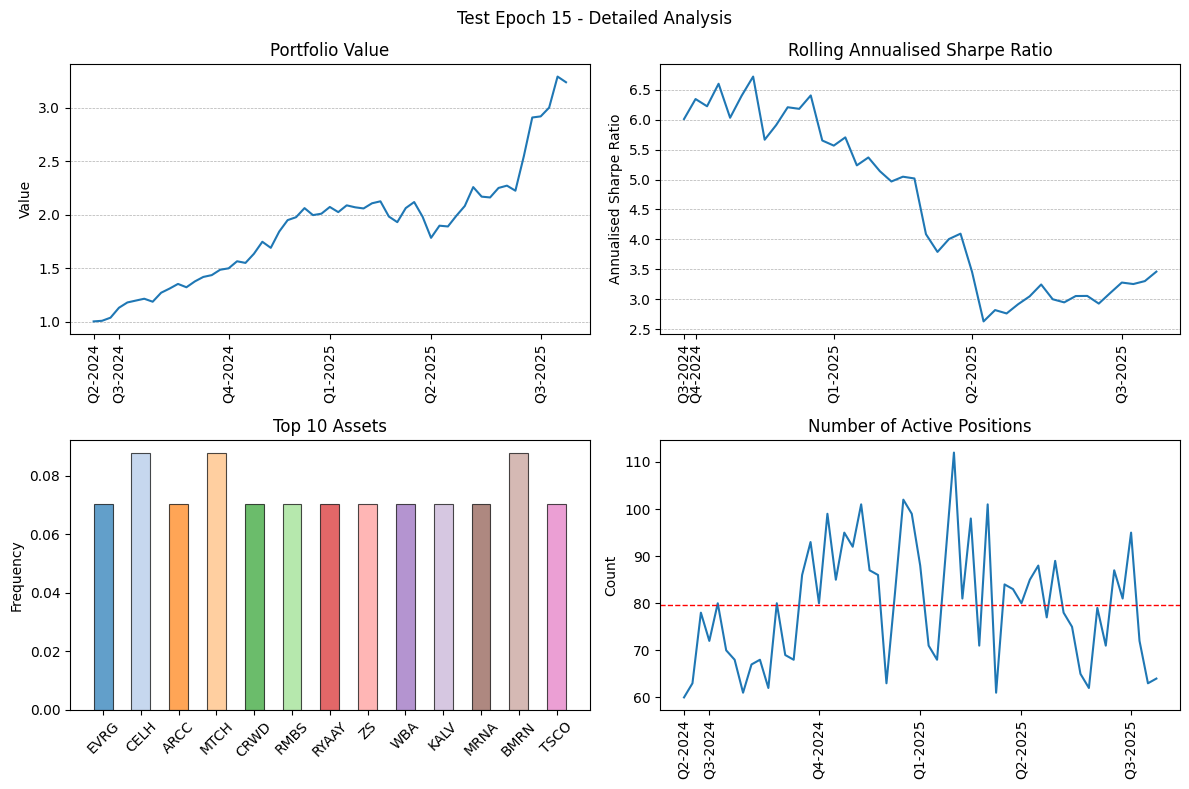 Test Epoch 15 - Detailed Analysis
Portfolio Value
Value
3.0
2.5
2.0
1.5
1.0
Q2-2024
Q3-2024
Q4-2024
Q1-2025
Q2-2025
Q3-2025
Rolling Annualised Sharpe Ratio
Annualised Sharpe Ratio
6.5
6.0
5.5
5.0
4.5
4.0
3.5
3.0
2.5
Q3-2024
Q4-2024
Q1-2025
Q2-2025
Q3-2025
Top 10 Assets
Frequency
0.08
0.06
0.04
0.02
0.00
EVRG
CELH
ARCC
MTCH
CRWD
RMBS
RYAAY
ZS
WBA
KALV
MRNA
BMRN
TSCO
Number of Active Positions
Count
110
100
90
80
70
60
Q2-2024
Q3-2024
Q4-2024
Q1-2025
Q2-2025
Q3-2025